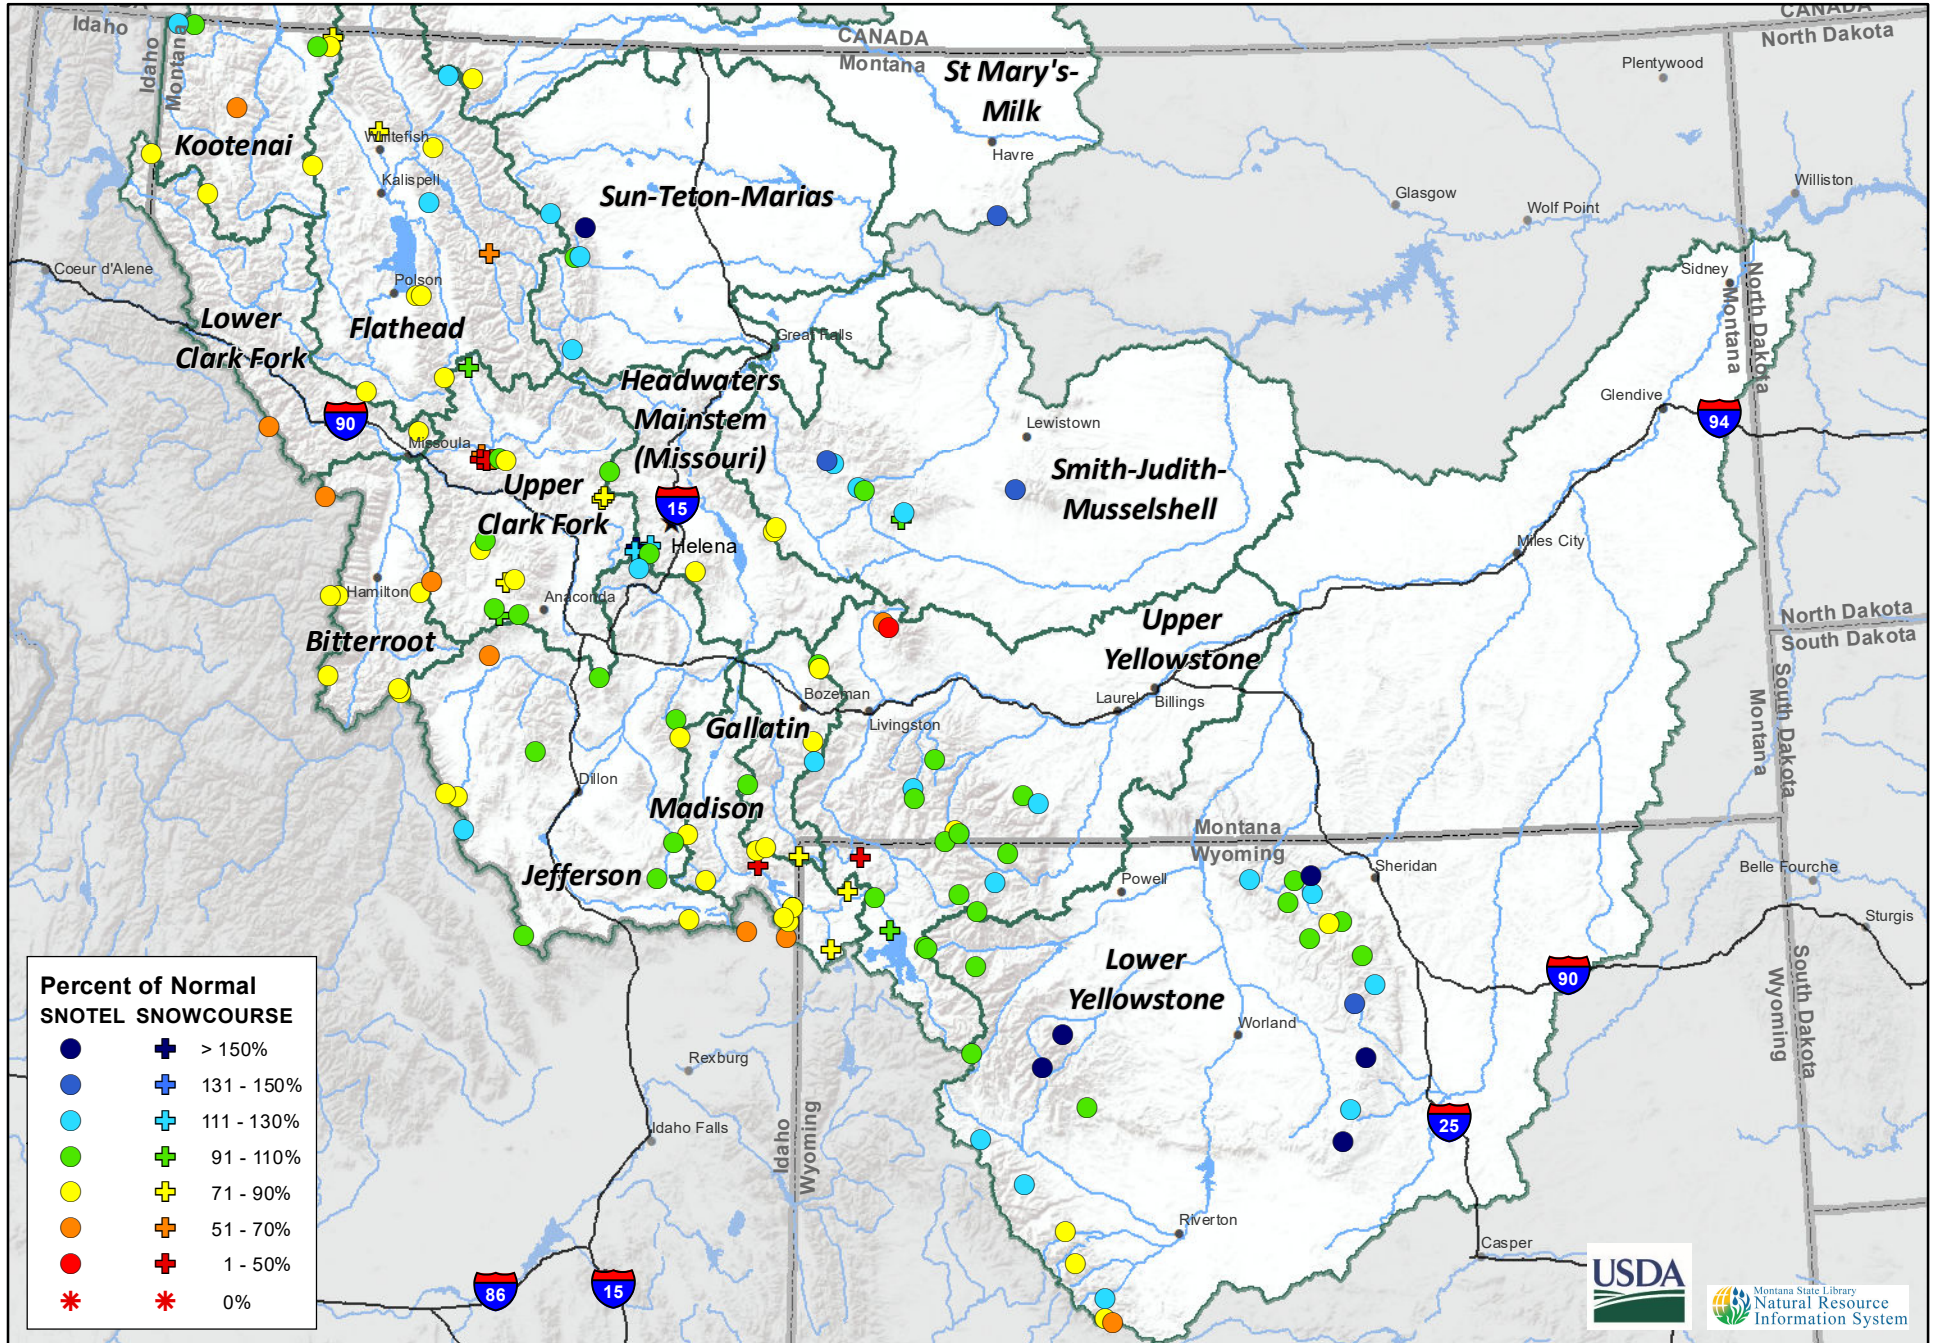 CANADA
Idaho
Idaho
Montana
CANADA
Montana
CANADA
North Dakota
St Mary's-
Milk
Plentywood
Kootenai
Whitefish
Havre
Kalispell
Sun-Teton-Marias
Glasgow
Wolf Point
Williston
Coeur d'Alene
Polson
Sidney
Montana
North Dakota
Lower
Clark Fork
Flathead
Great Falls
Headwaters
Mainstem
(Missouri)
Glendive
90
94
Missoula
Lewistown
Smith-Judith-
Musselshell
Upper
Clark Fork
15
Helena
Miles City
Hamilton
Anaconda
Bitterroot
Upper
Yellowstone
North Dakota
South Dakota
Bozeman
Livingston
Laurel
Billings
Gallatin
Montana
South Dakota
Dillon
Madison
Montana
Wyoming
Jefferson
Sheridan
Powell
Belle Fourche
Sturgis
Lower
Yellowstone
90
Wyoming
South Dakota
Worland
Percent of Normal
SNOTEL SNOWCOURSE
> 150%
131 - 150%
111 - 130%
91 - 110%
71 - 90%
51 - 70%
1 - 50%
0%
Rexburg
Idaho Falls
Idaho
Wyoming
25
Riverton
Casper
86
15
USDA
Montana State Library
Natural Resource
Information System